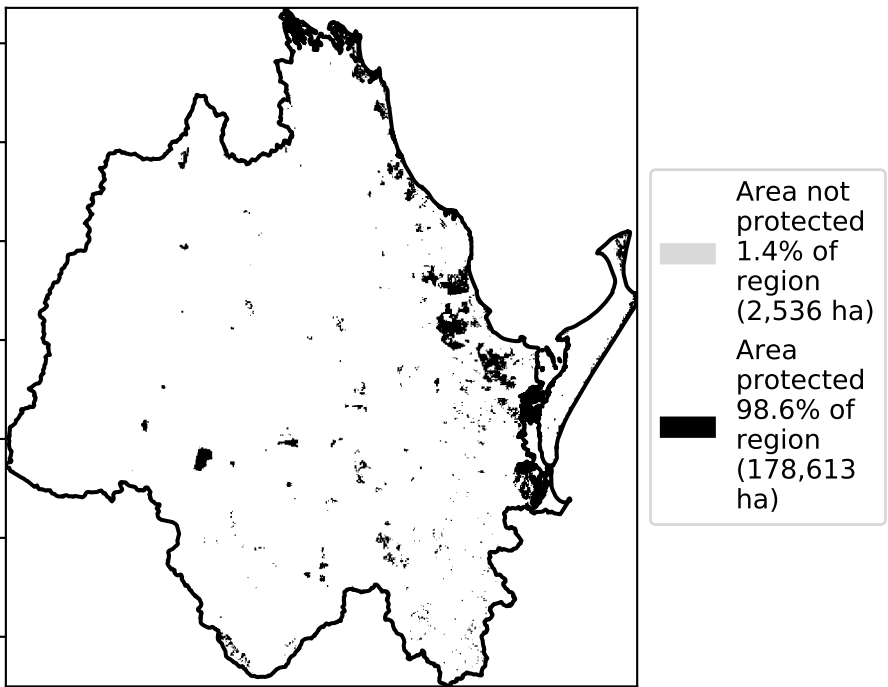 Area not
protected
1.4% of
region
(2,536 ha)
Area
protected
98.6% of
region
(178,613
ha)